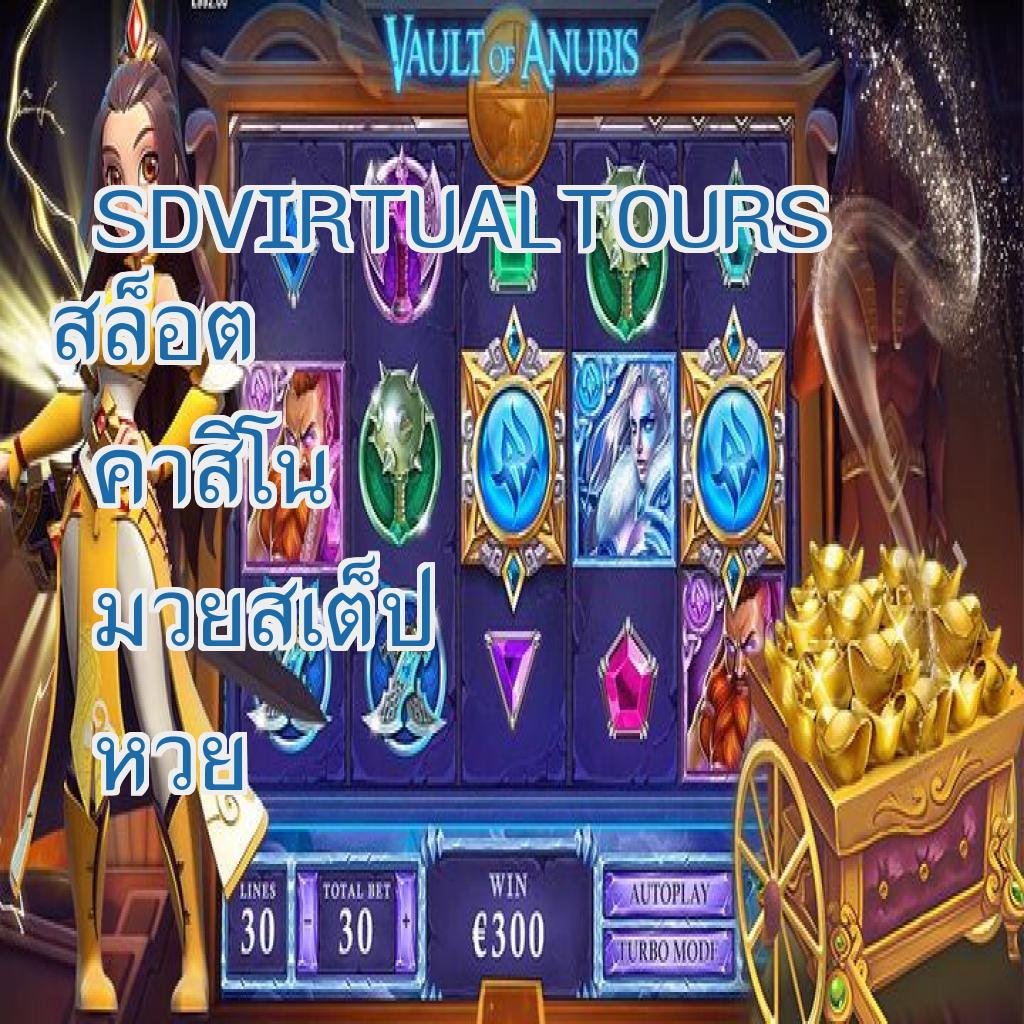 VAULT OF ANUBIS
SDVIRTUALTOURS
สล็อต
คาสิโน
มวยสเต็ป
หวย
LINES
30
TOTAL BET
- 30 +
WIN
€300
AUTOPLAY
TURBO MODE